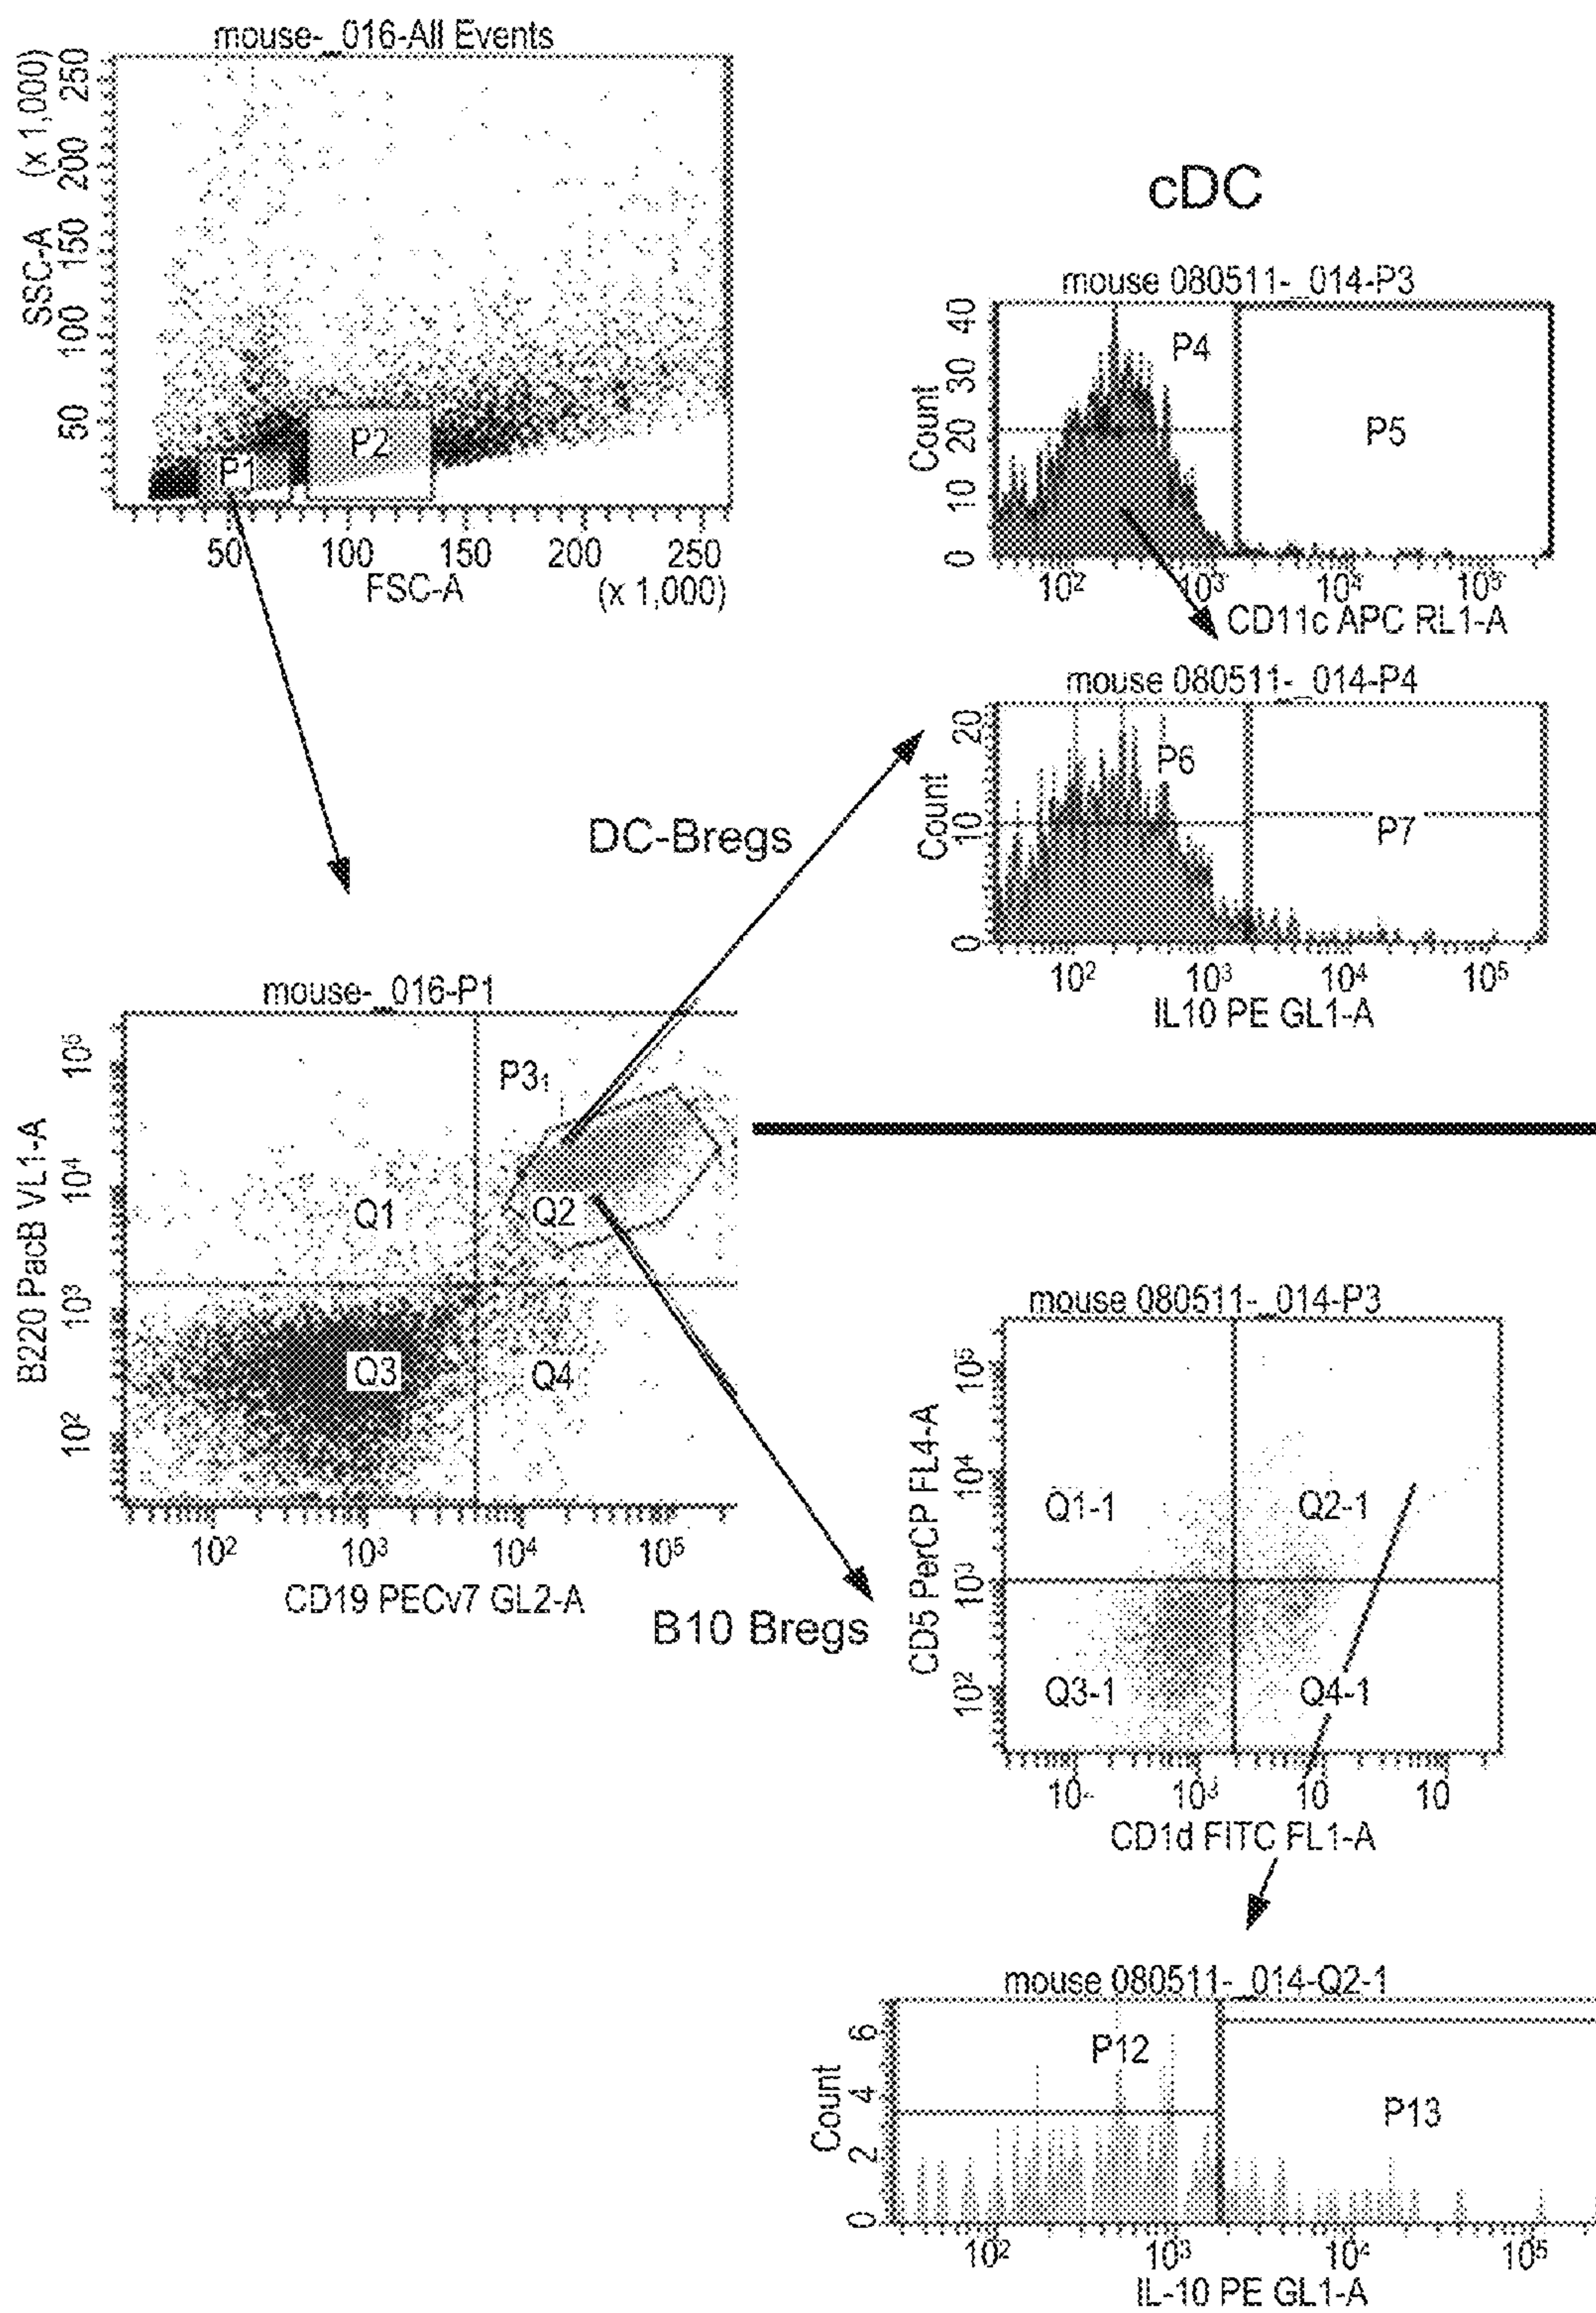 mouse-_016-All Events
SSC-A
(x 1,000)
250
200
150
100
50
P1
P2
50
100
150
200
250
FSC-A
(x 1,000)
cDC
mouse 080511-_014-P3
Count
40
30
20
10
0
P4
P5
10²
10³
10⁴
10⁵
CD11c APC RL1-A
mouse 080511-_014-P4
Count
20
10
0
P6
P7
10²
10³
10⁴
10⁵
IL10 PE GL1-A
DC-Bregs
mouse-_016-P1
B220 PacB VL1-A
10⁵
10⁴
10³
10²
P3₁
Q1
Q2
Q3
Q4
10²
10³
10⁴
10⁵
CD19 PECv7 GL2-A
B10 Bregs
mouse 080511-_014-P3
CD5 PerCP FL4-A
10⁵
10⁴
10³
10²
Q1-1
Q2-1
Q3-1
Q4-1
10
10³
10
10
CD1d FITC FL1-A
mouse 080511-_014-Q2-1
Count
6
4
2
0
P12
P13
10²
10³
10⁴
10⁵
IL-10 PE GL1-A